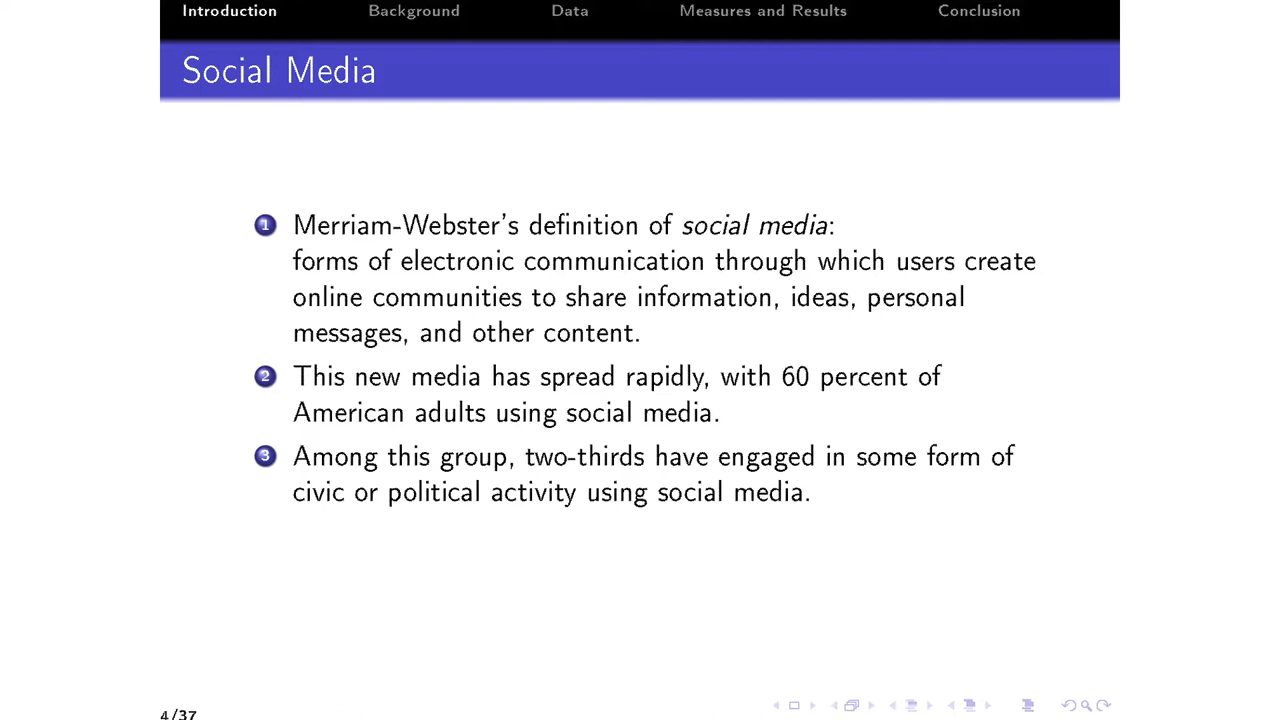 Introduction Background Data Measures and Results Conclusion
Social Media
1 Merriam-Webster's definition of social media:
forms of electronic communication through which users create
online communities to share information, ideas, personal
messages, and other content.
2 This new media has spread rapidly, with 60 percent of
American adults using social media.
3 Among this group, two-thirds have engaged in some form of
civic or political activity using social media.
4/37